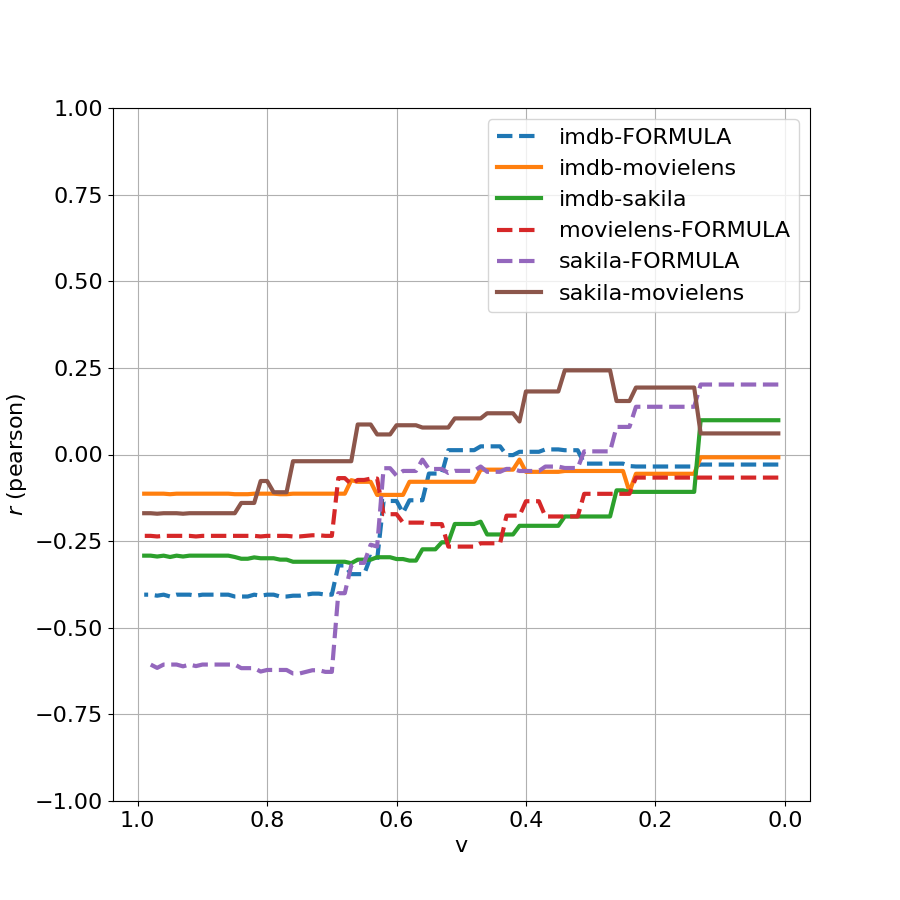 1.00
0.75
0.50
0.25
0.00
−0.25
−0.50
−0.75
−1.00
r (pearson)
imdb-FORMULA
imdb-movielens
imdb-sakila
movielens-FORMULA
sakila-FORMULA
sakila-movielens
1.0 0.8 0.6 0.4 0.2 0.0
v